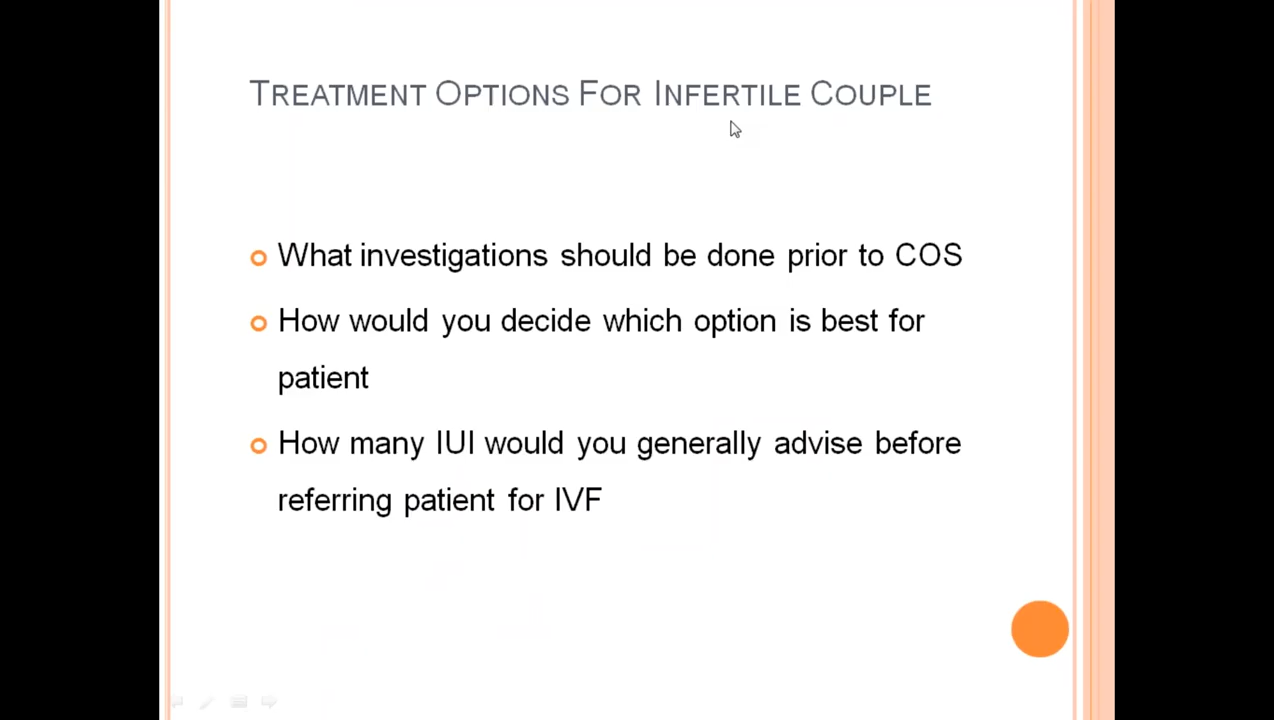 TREATMENT OPTIONS FOR INFERTILE COUPLE
What investigations should be done prior to COS
How would you decide which option is best for
patient
How many IUI would you generally advise before
referring patient for IVF